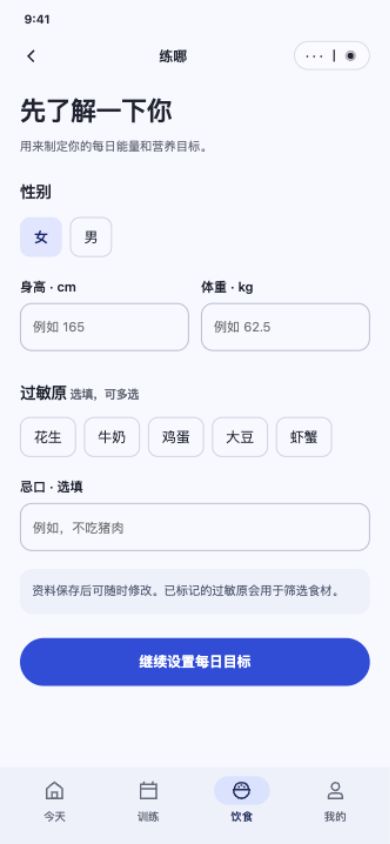 9:41
练哪
先了解一下你
用来制定你的每日能量和营养目标。
性别
女 男
身高 · cm 体重 · kg
例如 165 例如 62.5
过敏原 选填，可多选
花生 牛奶 鸡蛋 大豆 虾蟹
忌口 · 选填
例如，不吃猪肉
资料保存后可随时修改。已标记的过敏原会用于筛选食材。
继续设置每日目标
今天 训练 饮食 我的